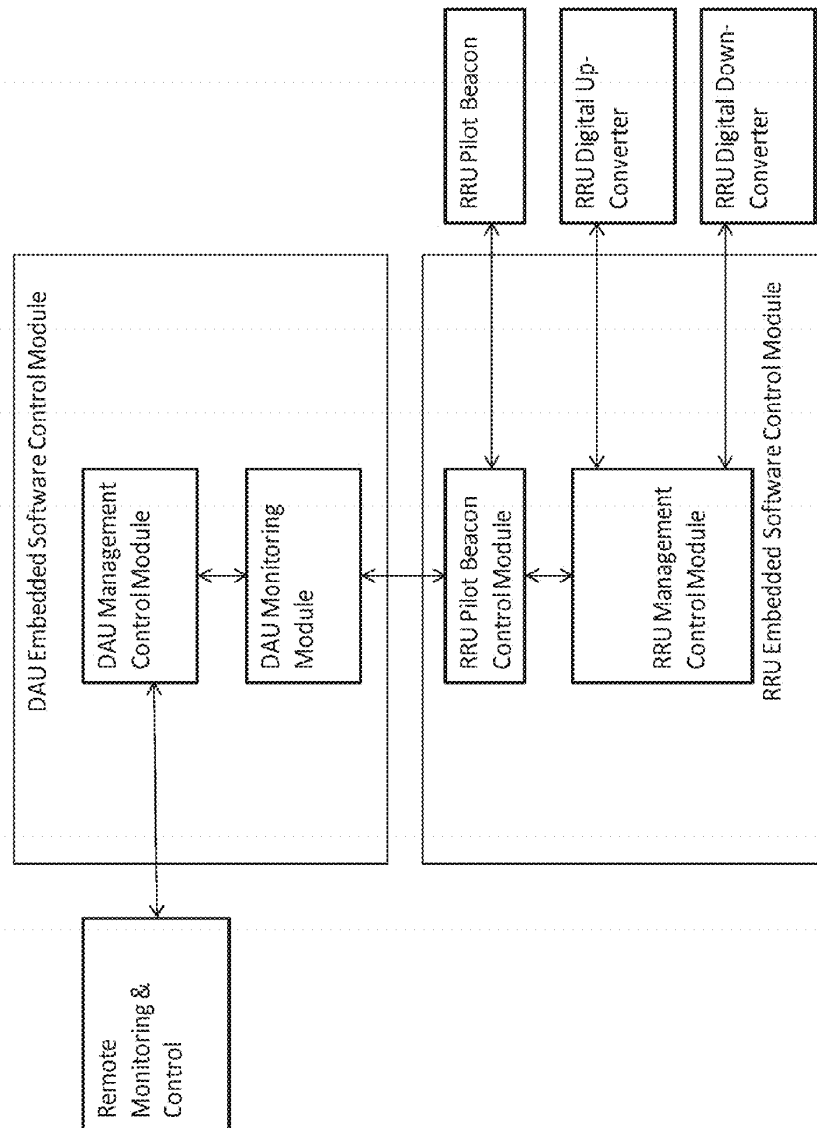 Remote
Monitoring &
Control
DAU Embedded Software Control Module
DAU Management
Control Module
DAU Monitoring
Module
RRU Pilot Beacon
Control Module
RRU Management
Control Module
RRU Embedded Software Control Module
RRU Pilot Beacon
RRU Digital Up-
Converter
RRU Digital Down-
Converter